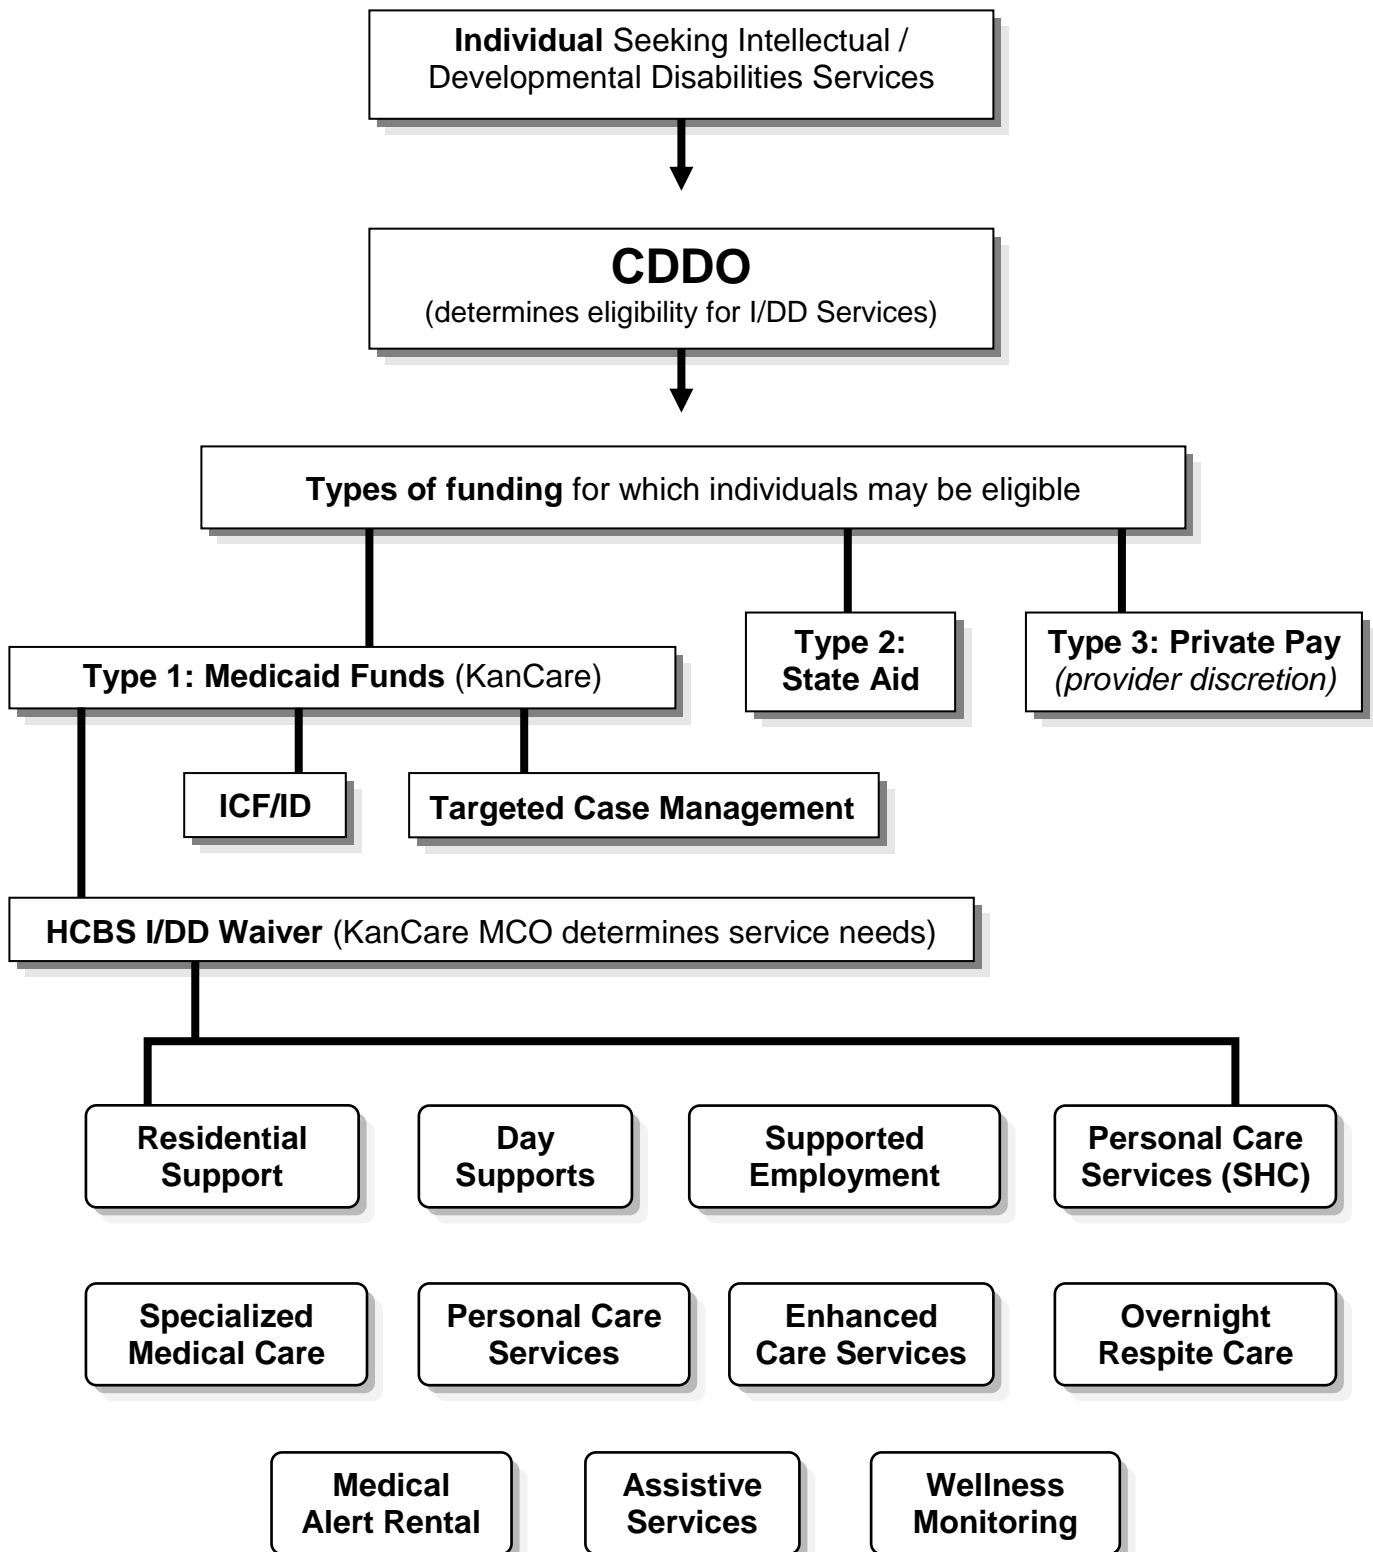 Individual Seeking Intellectual /
Developmental Disabilities Services
CDDO
(determines eligibility for I/DD Services)
Types of funding for which individuals may be eligible
Type 2:
State Aid
Type 3: Private Pay
(provider discretion)
Type 1: Medicaid Funds (KanCare)
ICF/ID
Targeted Case Management
HCBS I/DD Waiver (KanCare MCO determines service needs)
Residential
Support
Day
Supports
Supported
Employment
Personal Care
Services (SHC)
Specialized
Medical Care
Personal Care
Services
Enhanced
Care Services
Overnight
Respite Care
Medical
Alert Rental
Assistive
Services
Wellness
Monitoring